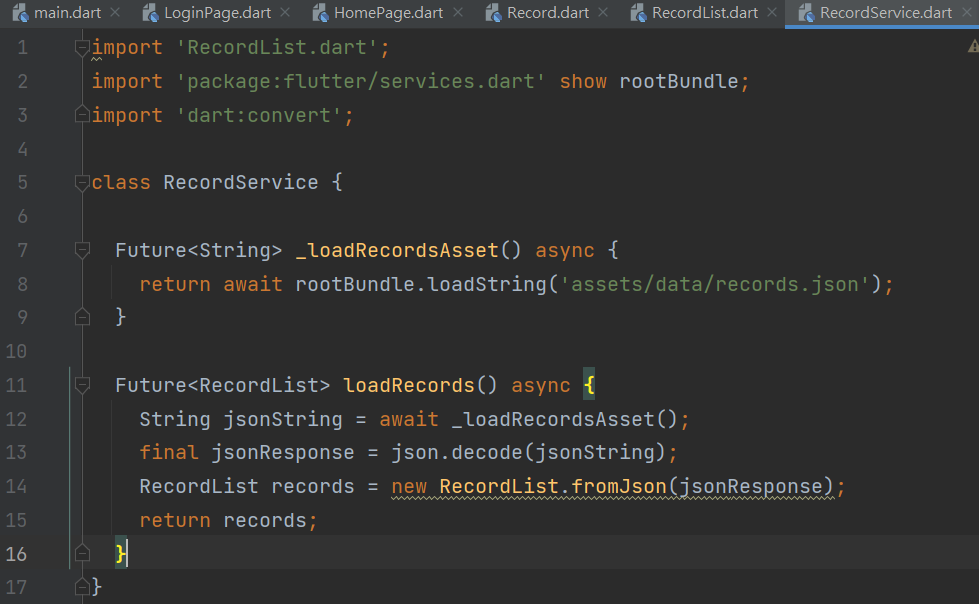 main.dart LoginPage.dart HomePage.dart Record.dart RecordList.dart RecordService.dart
1 import 'RecordList.dart';
2 import 'package:flutter/services.dart' show rootBundle;
3 import 'dart:convert';
4
5 class RecordService {
6
7 Future<String> _loadRecordsAsset() async {
8 return await rootBundle.loadString('assets/data/records.json');
9 }
10
11 Future<RecordList> loadRecords() async {
12 String jsonString = await _loadRecordsAsset();
13 final jsonResponse = json.decode(jsonString);
14 RecordList records = new RecordList.fromJson(jsonResponse);
15 return records;
16 }
17 }